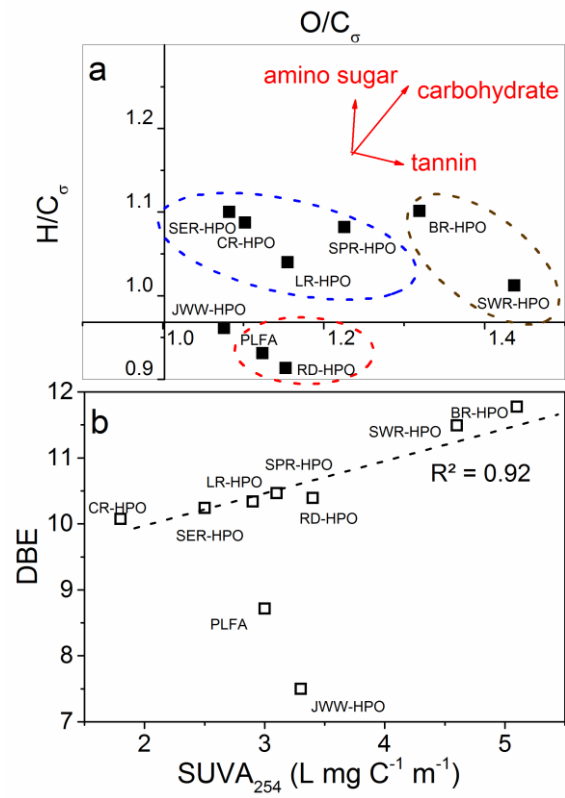 O/Cσ
a
amino sugar
carbohydrate
tannin
1.2
1.1
1.0
0.9
H/Cσ
SER-HPO
CR-HPO
SPR-HPO
BR-HPO
LR-HPO
SWR-HPO
JWW-HPO
1.0
1.2
1.4
PLFA
RD-HPO
b
12
11
10
9
8
7
DBE
BR-HPO
SWR-HPO
SPR-HPO
R² = 0.92
LR-HPO
CR-HPO
RD-HPO
SER-HPO
PLFA
JWW-HPO
2
3
4
5
SUVA₂₅₄ (L mg C⁻¹ m⁻¹)